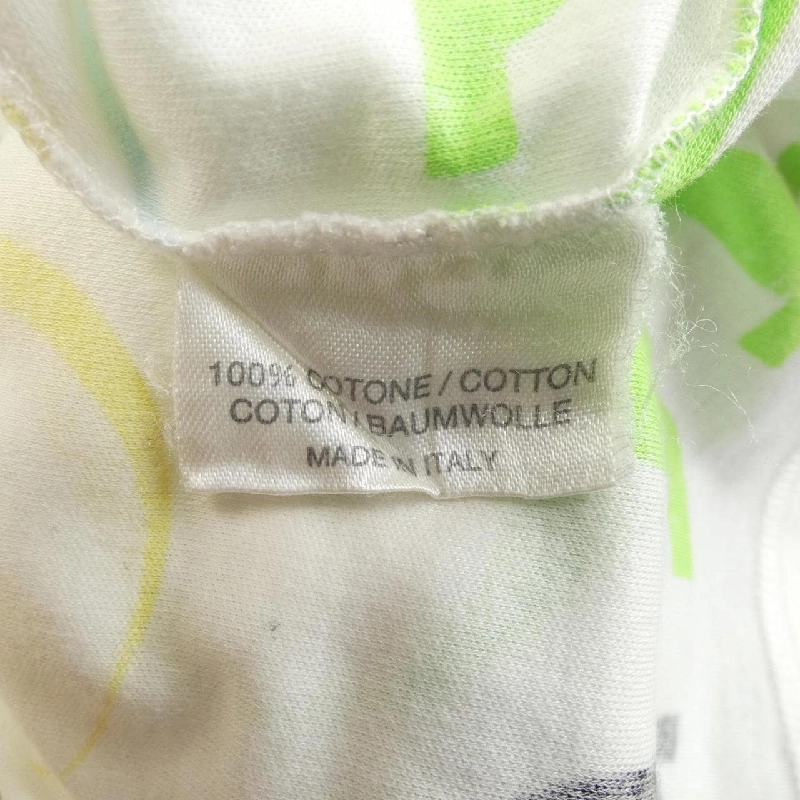 100% COTONE / COTTON
COTON / BAUMWOLLE
MADE IN ITALY